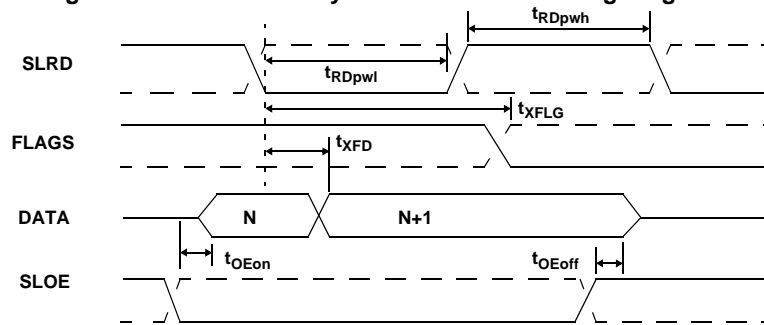 tRDpwh
SLRD
tRDpwl
tXFLG
FLAGS
tXFD
DATA
N
N+1
tOEon
tOEoff
SLOE